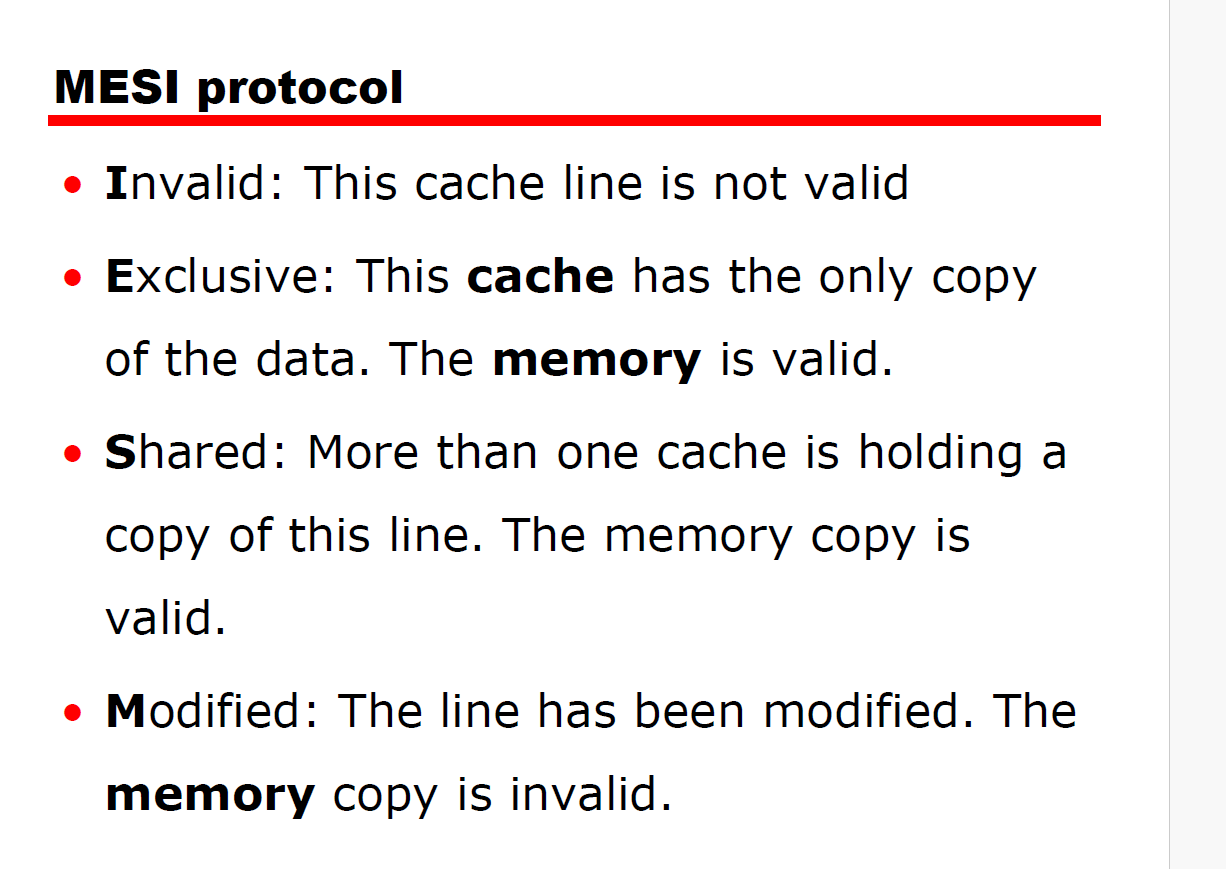 MESI protocol
• Invalid: This cache line is not valid
• Exclusive: This cache has the only copy
of the data. The memory is valid.
• Shared: More than one cache is holding a
copy of this line. The memory copy is
valid.
• Modified: The line has been modified. The
memory copy is invalid.